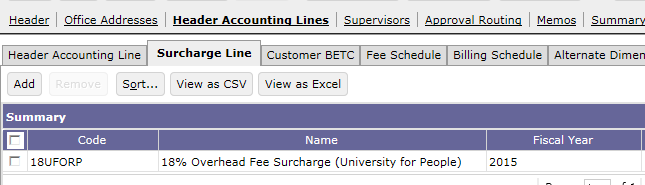 Header Office Addresses Header Accounting Lines Supervisors Approval Routing Memos Summary
Header Accounting Line Surcharge Line Customer BETC Fee Schedule Billing Schedule Alternate Dimen
Add Remove Sort... View as CSV View as Excel
Summary
Code Name Fiscal Year
18UFORP 18% Overhead Fee Surcharge (University for People) 2015